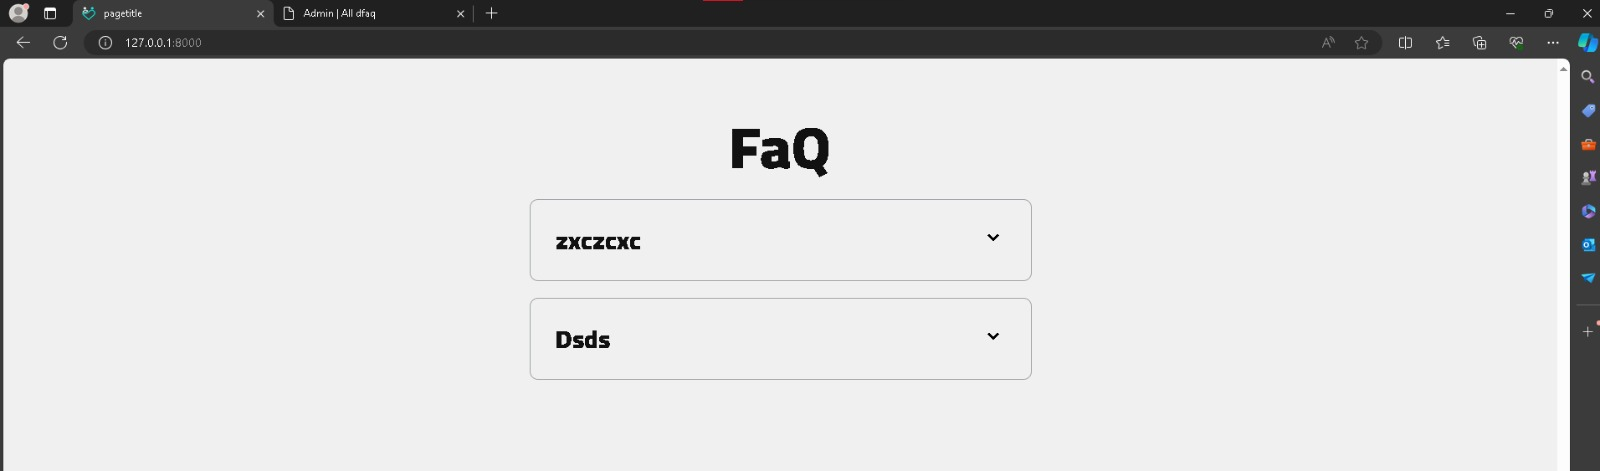 pagetitle
Admin | All dfaq
127.0.0.1:8000
FaQ
zxczcxc
Dsds